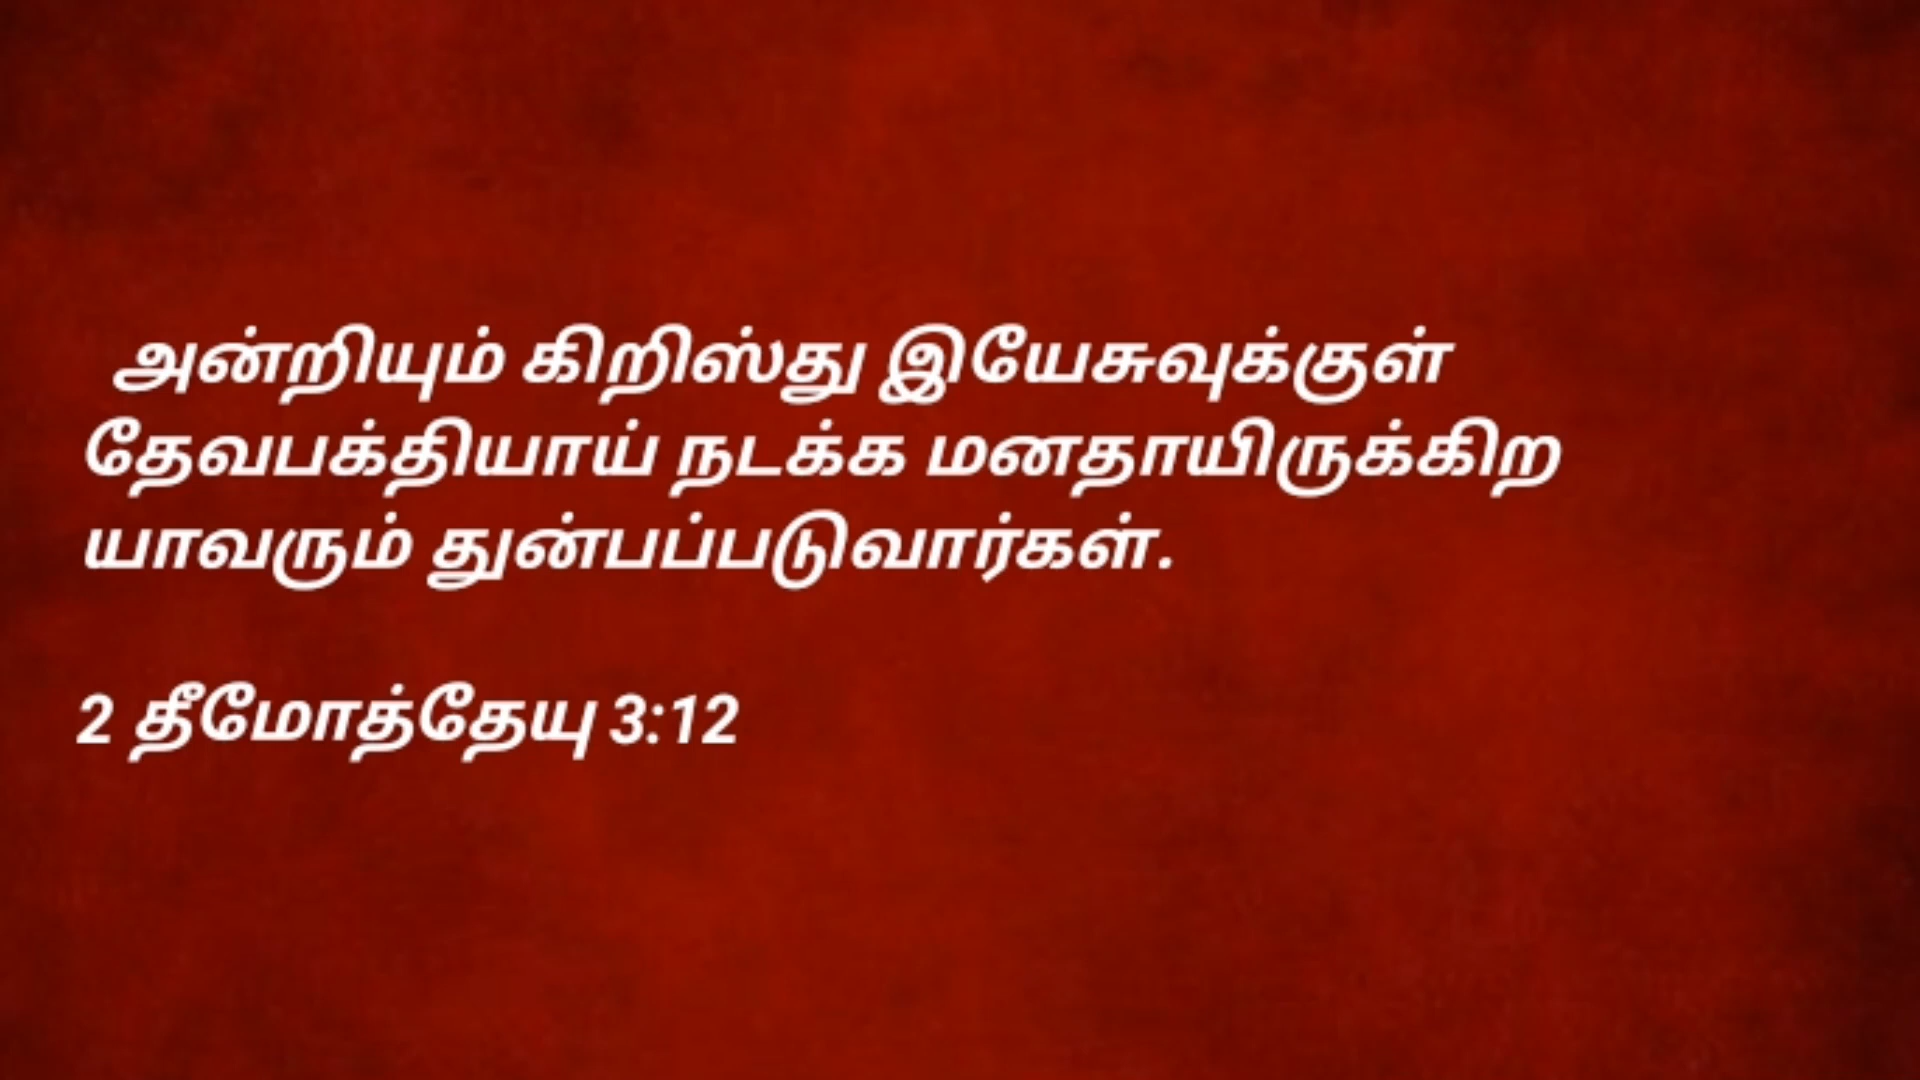 அன்றியும் கிறிஸ்து இயேசுவுக்குள்
தேவபக்தியாய் நடக்க மனதாயிருக்கிற
யாவரும் துன்பப்படுவார்கள்.
2 தீமோத்தேயு 3:12